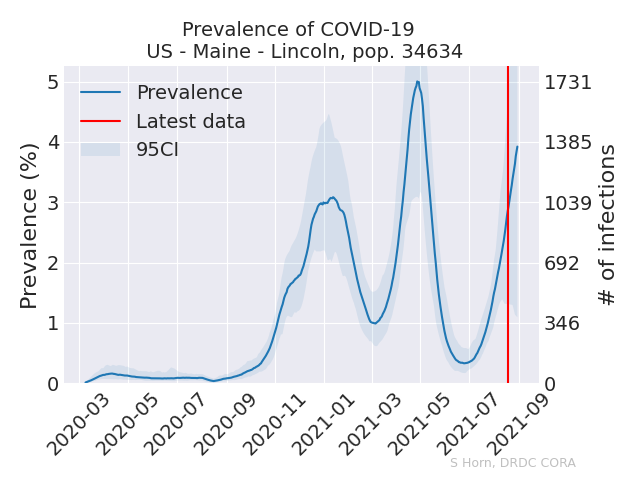 Prevalence of COVID-19
US - Maine - Lincoln, pop. 34634
Prevalence
Latest data
95CI
Prevalence (%)
5
4
3
2
1
0
1731
1385
1039
692
346
0
# of infections
2020-03
2020-05
2020-07
2020-09
2020-11
2021-01
2021-03
2021-05
2021-07
2021-09
S Horn, DRDC CORA